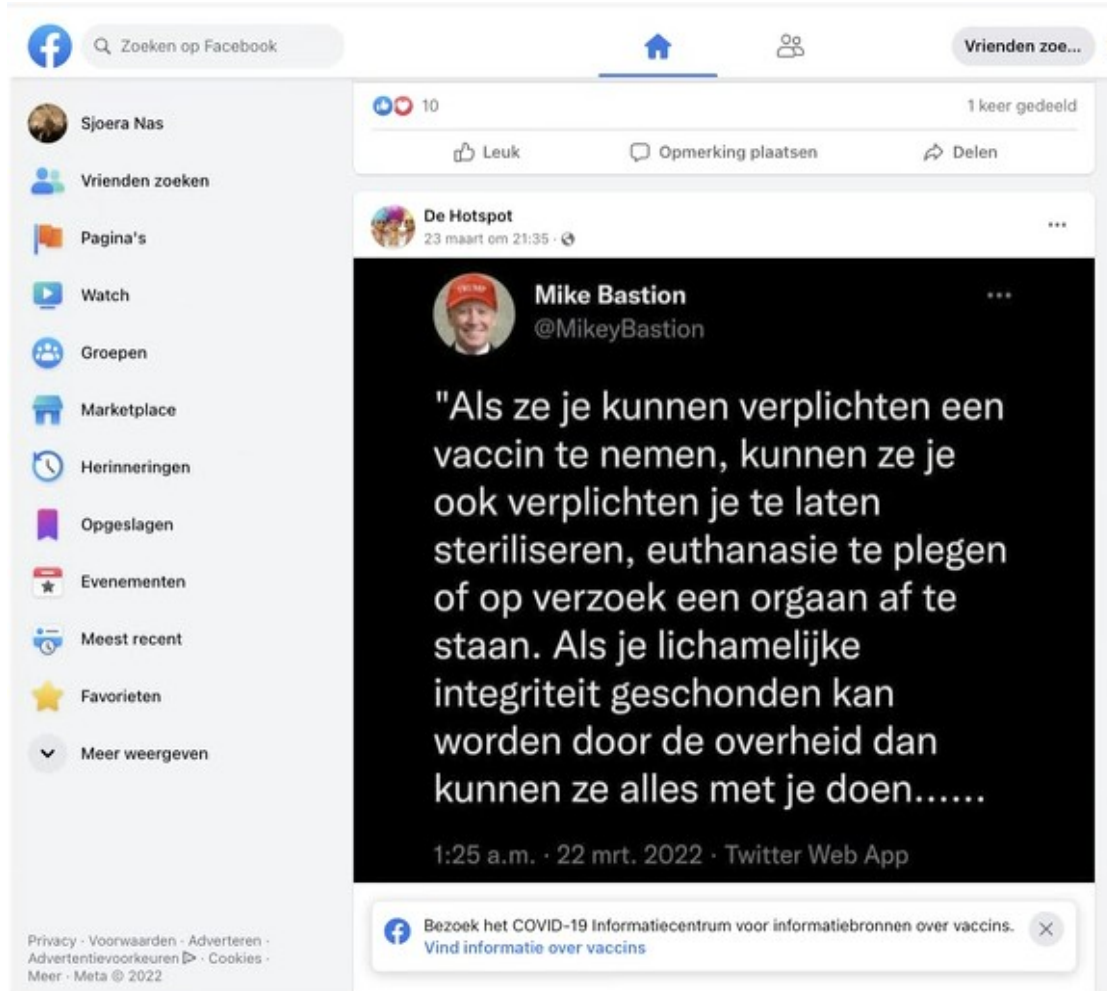 Zoeken op Facebook
Vrienden zoe...
Sjoera Nas
Vrienden zoeken
Pagina's
Watch
Groepen
Marketplace
Herinneringen
Opgeslagen
Evenementen
Meest recent
Favorieten
Meer weergeven
Privacy · Voorwaarden · Adverteren ·
Advertentievoorkeuren · Cookies ·
Meer · Meta © 2022
10
1 keer gedeeld
Leuk
Opmerking plaatsen
Delen
De Hotspot
23 maart om 21:35 ·
TRUMP
Mike Bastion
@MikeyBastion
"Als ze je kunnen verplichten een
vaccin te nemen, kunnen ze je
ook verplichten je te laten
steriliseren, euthanasie te plegen
of op verzoek een orgaan af te
staan. Als je lichamelijke
integriteit geschonden kan
worden door de overheid dan
kunnen ze alles met je doen......
1:25 a.m. · 22 mrt. 2022 · Twitter Web App
Bezoek het COVID-19 Informatiecentrum voor informatiebronnen over vaccins.
Vind informatie over vaccins